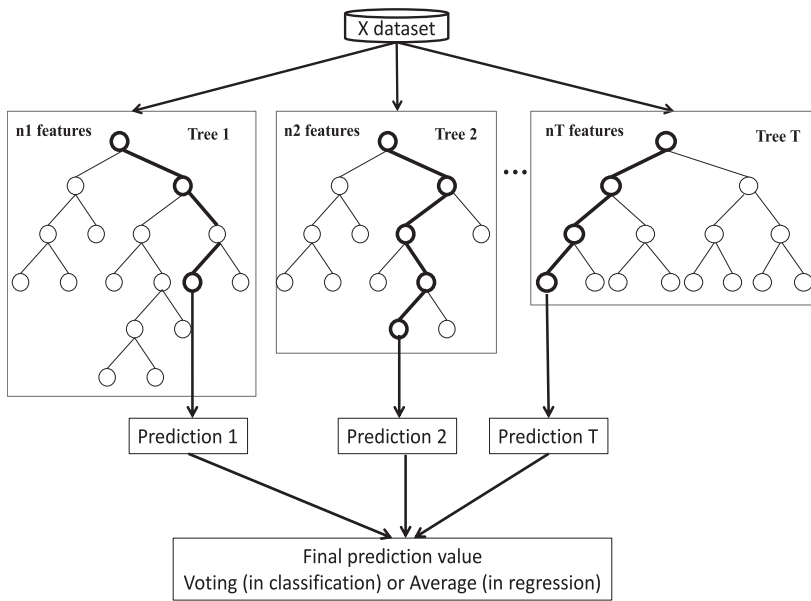 X dataset
n1 features
Tree 1
n2 features
Tree 2
...
nT features
Tree T
Prediction 1
Prediction 2
Prediction T
Final prediction value
Voting (in classification) or Average (in regression)